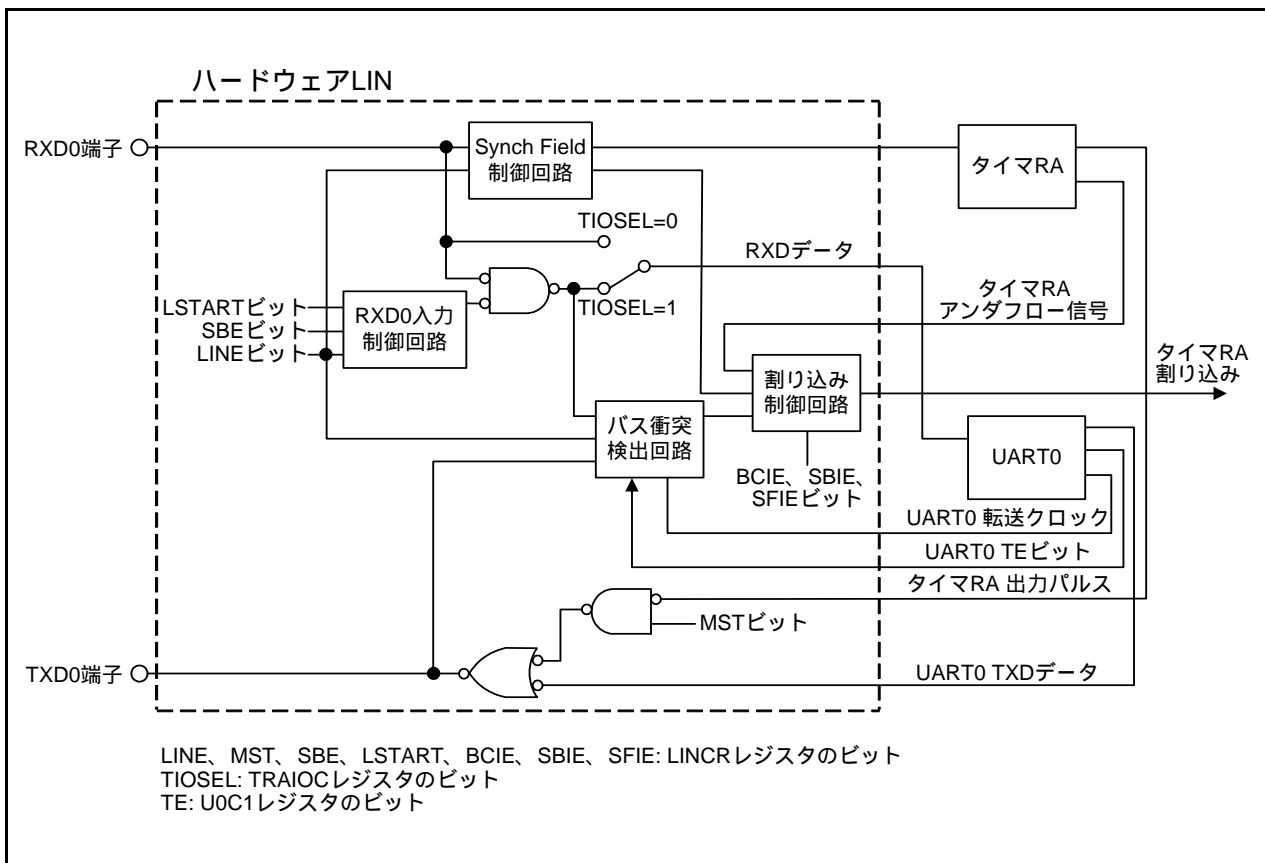 ハードウェアLIN
RXD0端子
Synch Field
制御回路
タイマRA
TIOSEL=0
RXDデータ
TIOSEL=1
LSTARTビット
SBEビット
LINEビット
RXD0入力
制御回路
タイマRA
アンダフロー信号
タイマRA
割り込み
割り込み
制御回路
バス衝突
検出回路
UART0
BCIE、SBIE、
SFIEビット
UART0 転送クロック
UART0 TEビット
タイマRA 出力パルス
MSTビット
TXD0端子
UART0 TXDデータ
LINE、MST、SBE、LSTART、BCIE、SBIE、SFIE: LINCRレジスタのビット
TIOSEL: TRAIOCレジスタのビット
TE: U0C1レジスタのビット